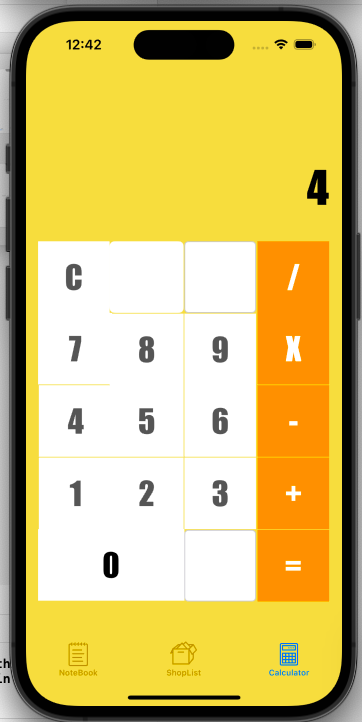 12:42
4
C /
7 8 9 X
4 5 6 -
1 2 3 +
0 =
NoteBook ShopList Calculator